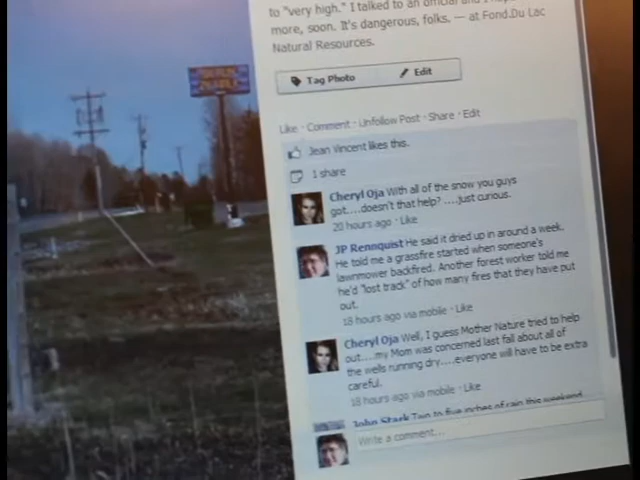 to "very high." I talked to an official and I
more, soon. It's dangerous, folks. — at Fond.Du Lac
Natural Resources.
Tag Photo
Edit
Like · Comment · Unfollow Post · Share · Edit
Jean Vincent likes this.
1 share
Cheryl Oja With all of the snow you guys
got....doesn't that help? ....just curious.
20 hours ago · Like
JP Rennquist He said it dried up in around a week.
He told me a grassfire started when someone's
lawnmower backfired. Another forest worker told me
he'd "lost track" of how many fires that they have put
out.
18 hours ago via mobile · Like
Cheryl Oja Well, I guess Mother Nature tried to help
out....my Mom was concerned last fall about all of
the wells running dry....everyone will have to be extra
careful.
18 hours ago via mobile · Like
John Stark Two to five inches of rain this weekend
Write a comment...